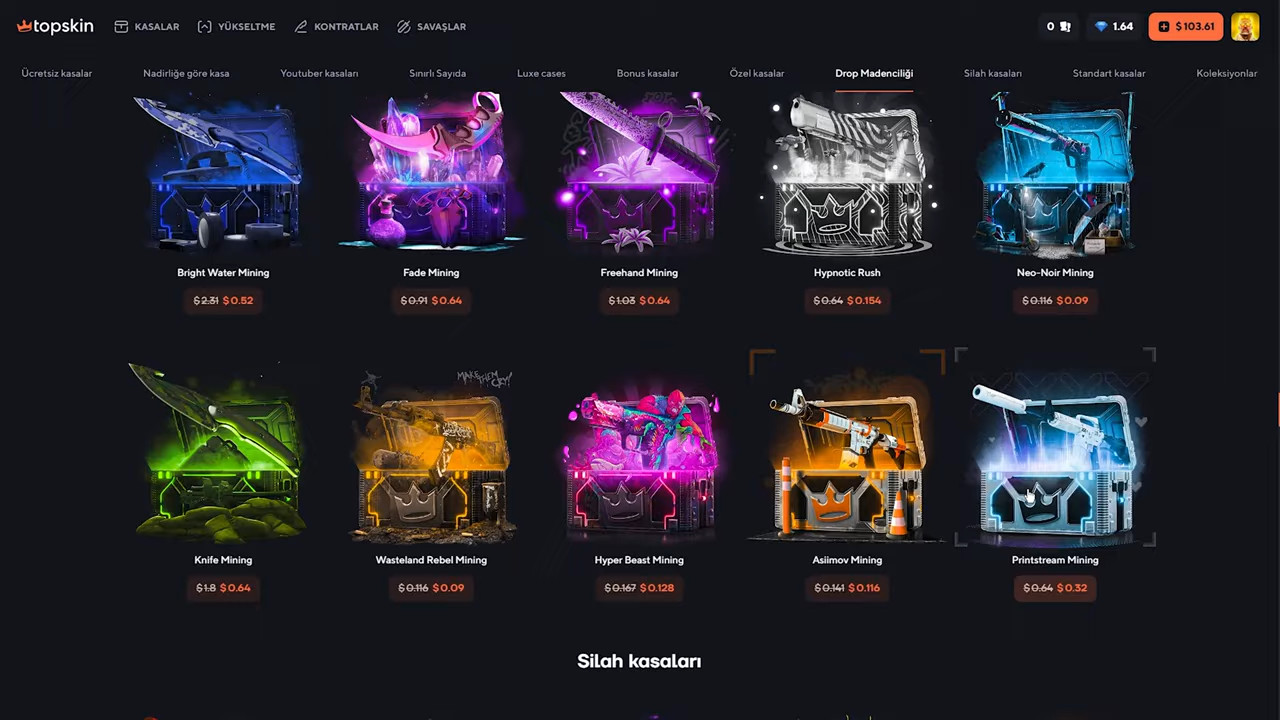 topskin
KASALAR
YÜKSELTME
KONTRATLAR
SAVAŞLAR
0
1.64
$ 103.61
Ücretsiz kasalar
Nadirliğe göre kasa
Youtuber kasaları
Sınırlı Sayıda
Luxe cases
Bonus kasalar
Özel kasalar
Drop Madenciliği
Silah kasaları
Standart kasalar
Koleksiyonlar
Bright Water Mining
Fade Mining
Freehand Mining
Hypnotic Rush
Neo-Noir Mining
$ 2.31 $ 0.52
$ 0.91 $ 0.64
$ 1.03 $ 0.64
$ 0.64 $ 0.154
$ 0.116 $ 0.09
MAKE THEM CRY!
Knife Mining
Wasteland Rebel Mining
Hyper Beast Mining
Asiimov Mining
Printstream Mining
$ 1.8 $ 0.64
$ 0.116 $ 0.09
$ 0.167 $ 0.128
$ 0.141 $ 0.116
$ 0.64 $ 0.32
Silah kasaları